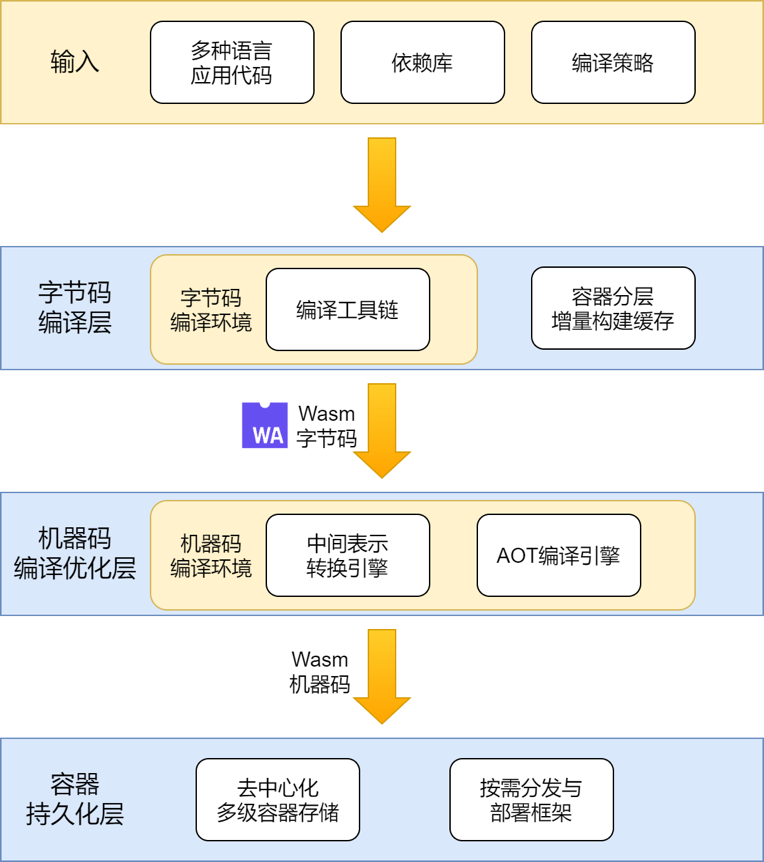 输入
多种语言
应用代码
依赖库
编译策略
字节码
编译层
字节码
编译环境
编译工具链
容器分层
增量构建缓存
WA
Wasm
字节码
机器码
编译优化层
机器码
编译环境
中间表示
转换引擎
AOT编译引擎
Wasm
机器码
容器
持久化层
去中心化
多级容器存储
按需分发与
部署框架